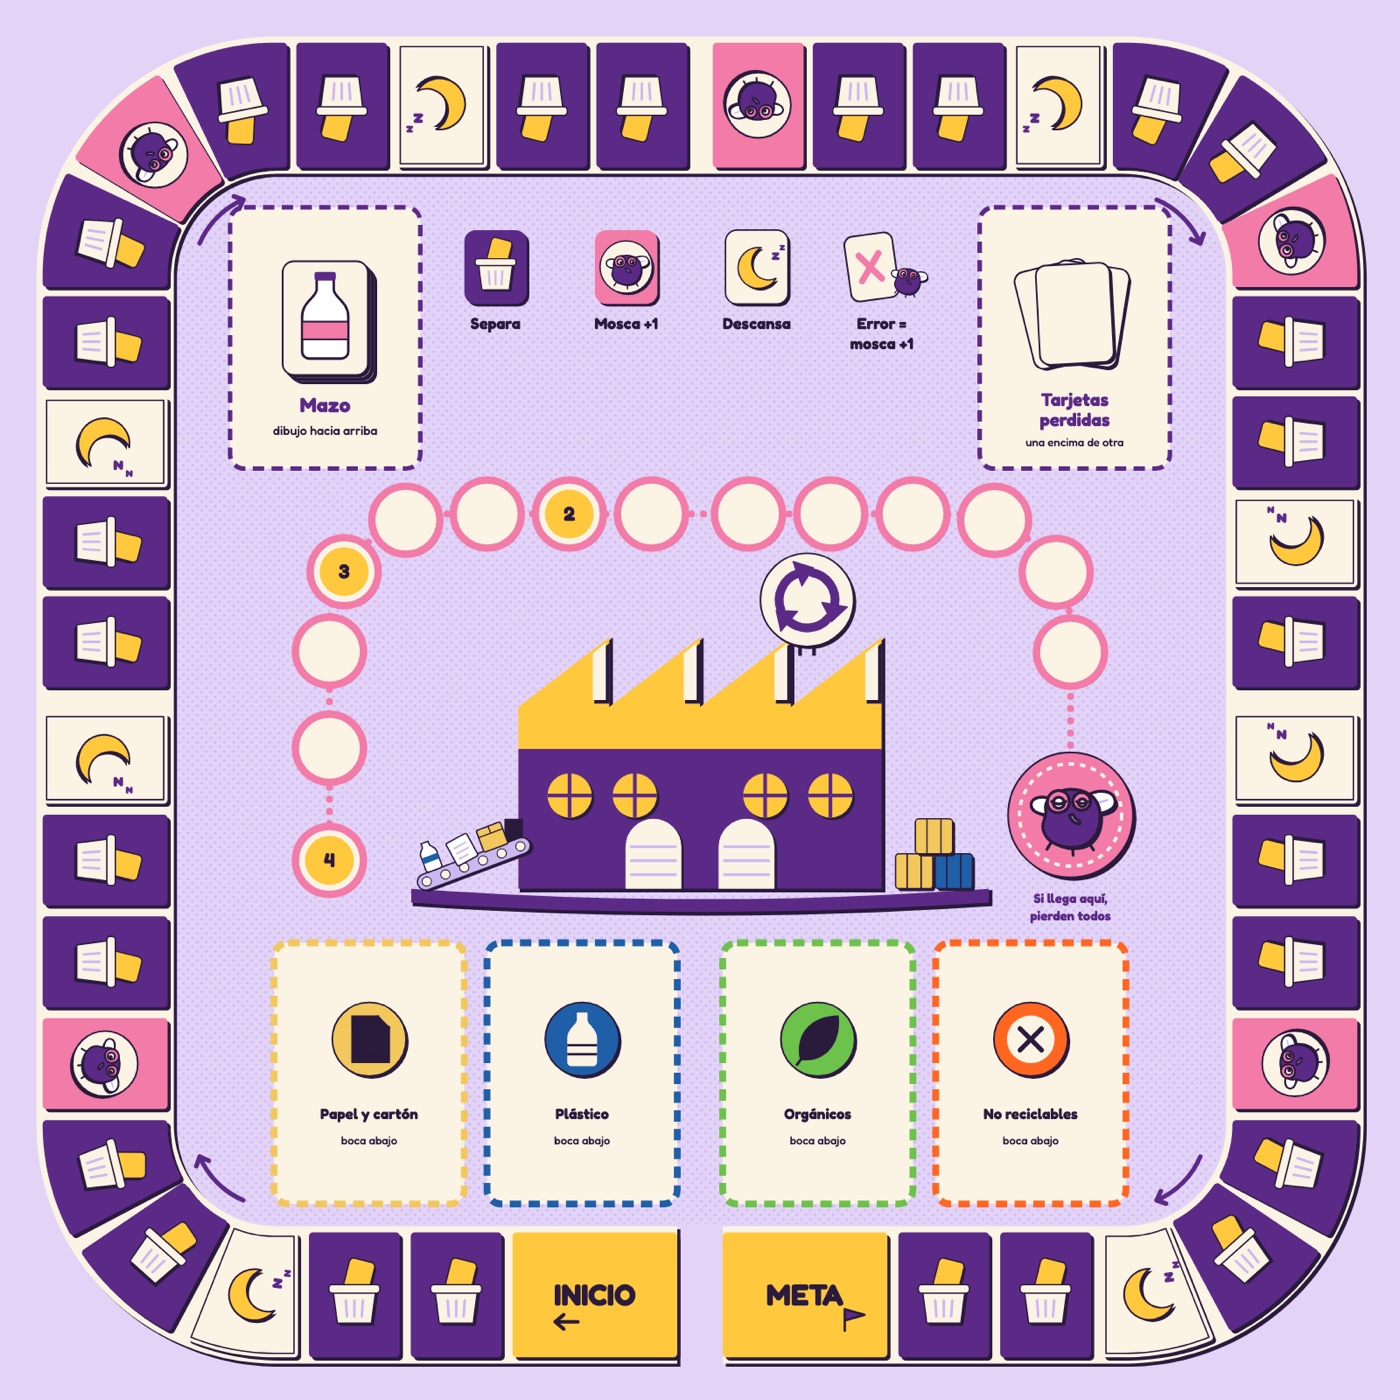 Separa
Mosca +1
Descansa
Error =
mosca +1
Mazo
dibujo hacia arriba
Tarjetas
perdidas
una encima de otra
2
3
4
Si llega aquí,
pierden todos
Papel y cartón
boca abajo
Plástico
boca abajo
Orgánicos
boca abajo
No reciclables
boca abajo
INICIO
META